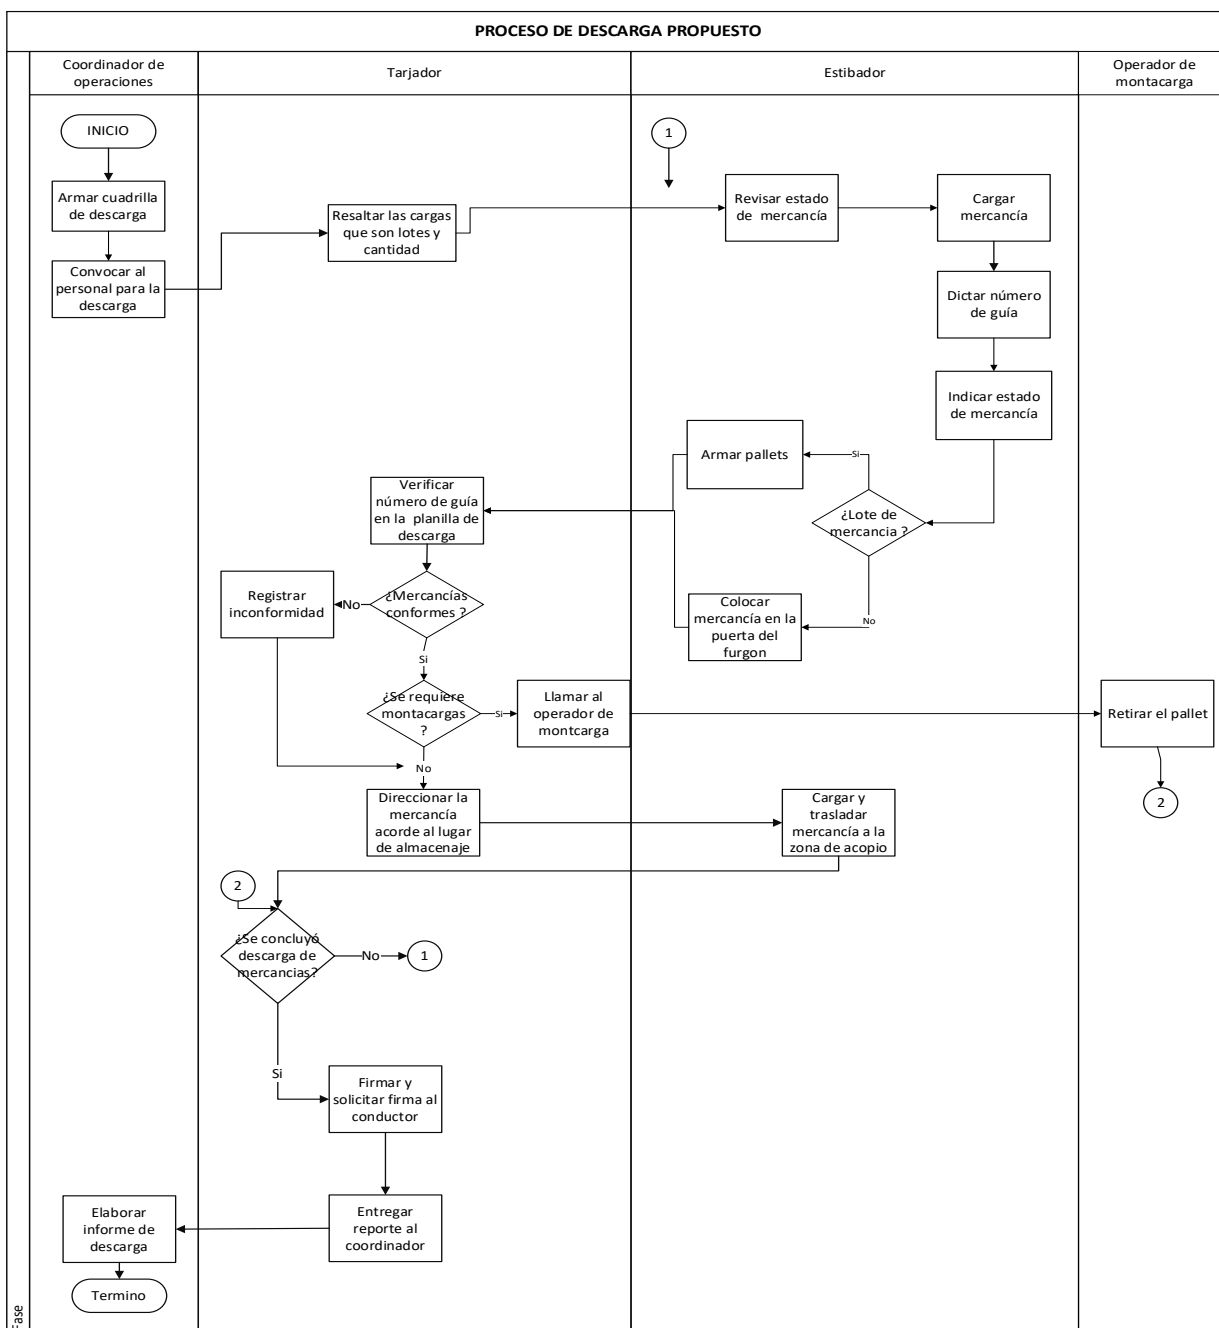 PROCESO DE DESCARGA PROPUESTO
Coordinador de
operaciones
Tarjador
Estibador
Operador de
montacarga
INICIO
Armar cuadrilla
de descarga
Convocar al
personal para la
descarga
Resaltar las cargas
que son lotes y
cantidad
1
Revisar estado
de mercancía
Cargar
mercancía
Dictar número
de guía
Indicar estado
de mercancía
¿Lote de
mercancia ?
Si
Armar pallets
No
Colocar
mercancía en la
puerta del
furgon
Verificar
número de guía
en la planilla de
descarga
¿Mercancías
conformes ?
No
Registrar
inconformidad
Si
¿Se requiere
montacargas
?
Si
Llamar al
operador de
montcarga
Retirar el pallet
2
No
Direccionar la
mercancía
acorde al lugar
de almacenaje
Cargar y
trasladar
mercancía a la
zona de acopio
2
¿Se concluyó
descarga de
mercancias?
No
1
Si
Firmar y
solicitar firma al
conductor
Entregar
reporte al
coordinador
Elaborar
informe de
descarga
Termino
Fase